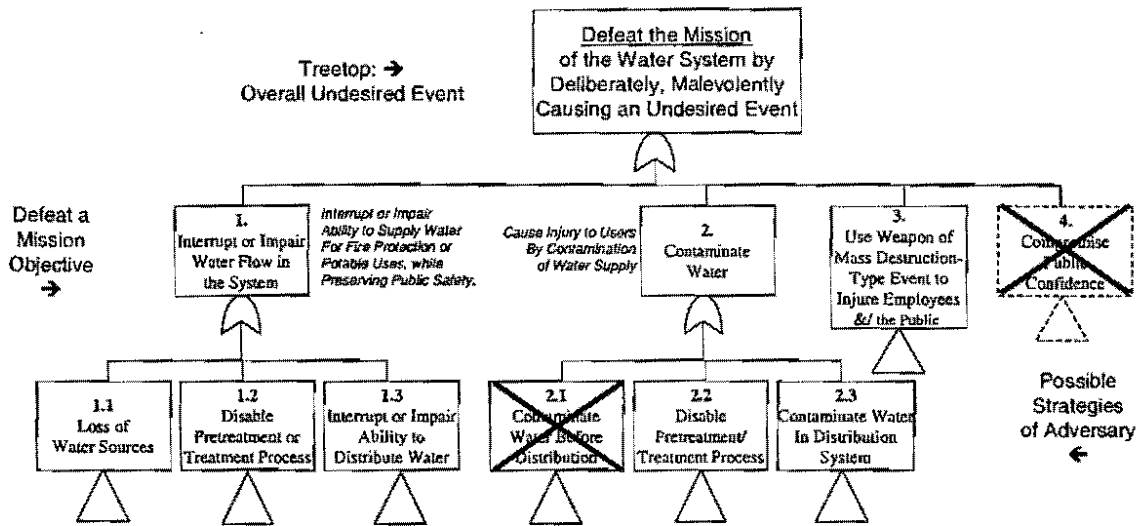 Defeat the Mission
of the Water System by
Deliberately, Malevolently
Causing an Undesired Event
Treetop: →
Overall Undesired Event
Defeat a
Mission
Objective
→
1.
Interrupt or Impair
Water Flow in
the System
Interrupt or Impair
Ability to Supply Water
For Fire Protection or
Potable Uses, while
Preserving Public Safety.
Cause Injury to Users
By Contamination
of Water Supply
2.
Contaminate
Water
3.
Use Weapon of
Mass Destruction-
Type Event to
Injure Employees
&/ the Public
4.
Compromise
Public
Confidence
1.1
Loss of
Water Sources
1.2
Disable
Pretreatment or
Treatment Process
1.3
Interrupt or Impair
Ability to
Distribute Water
2.1
Contaminate
Water Before
Distribution
2.2
Disable
Pretreatment/
Treatment Process
2.3
Contaminate Water
In Distribution
System
Possible
Strategies
of Adversary
←